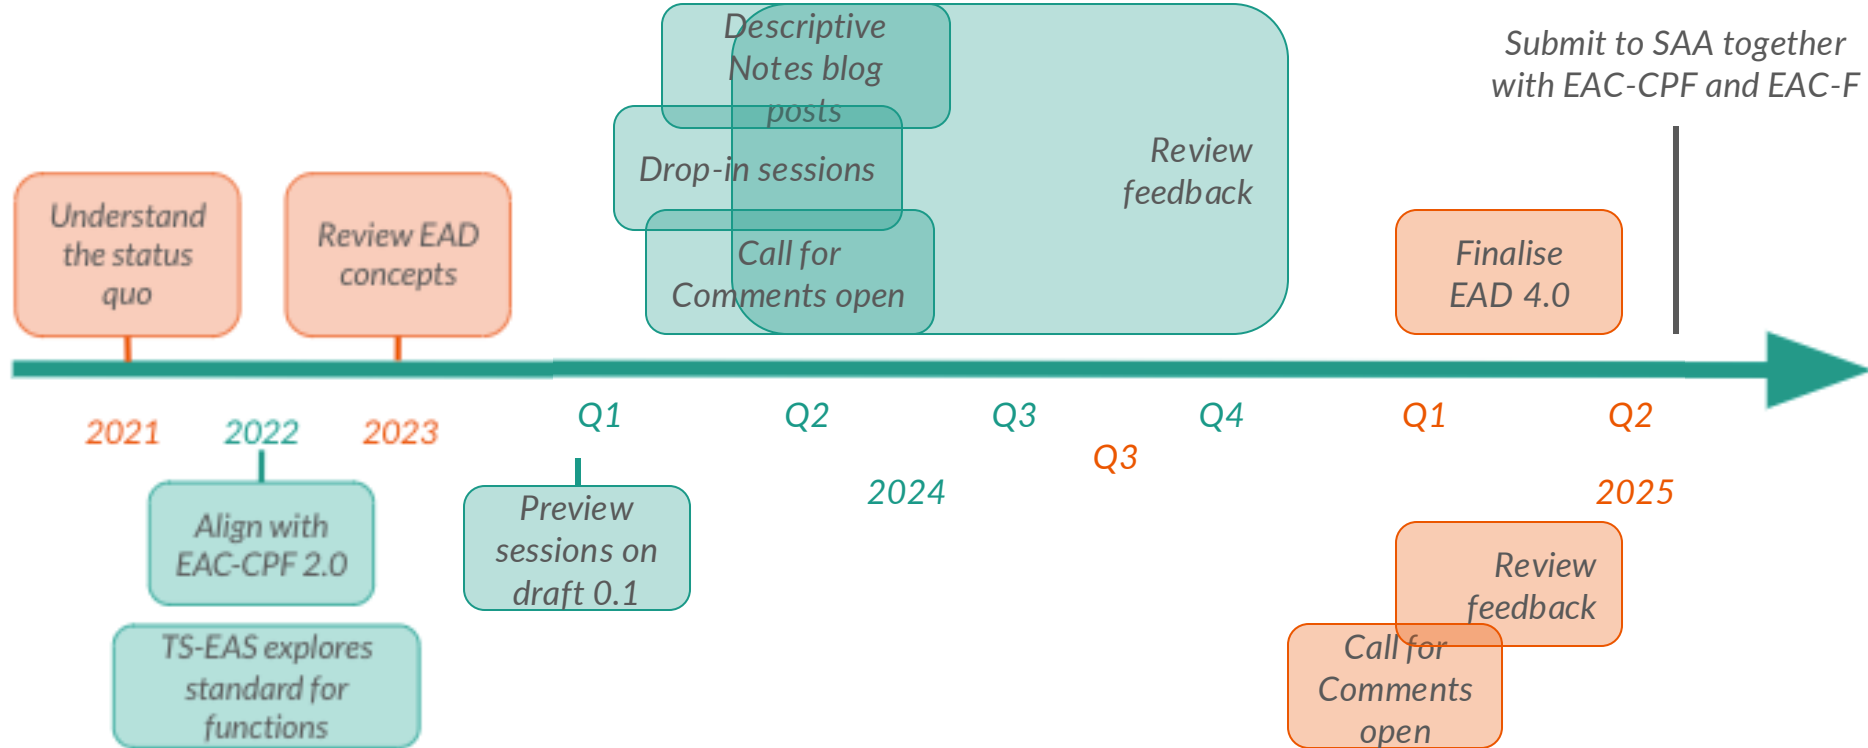 Descriptive
Notes blog
posts
Drop-in sessions
Call for
Comments open
Review
feedback
Submit to SAA together
with EAC-CPF and EAC-F
Understand
the status
quo
Review EAD
concepts
Finalise
EAD 4.0
2021
2022
2023
Q1
Q2
Q3
Q4
Q1
Q2
Q3
2024
2025
Align with
EAC-CPF 2.0
Preview
sessions on
draft 0.1
TS-EAS explores
standard for
functions
Review
feedback
Call for
Comments
open